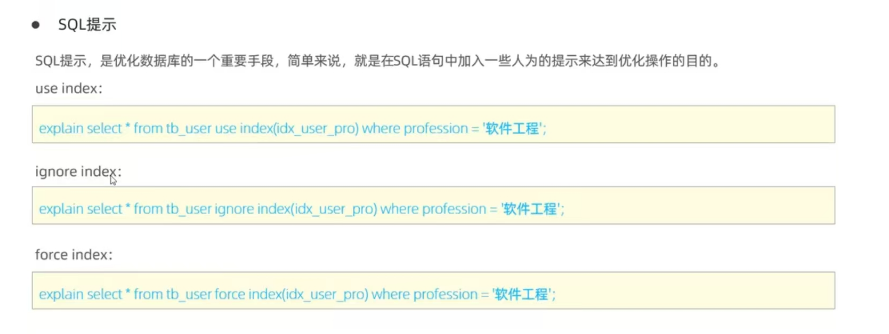 ● SQL提示
SQL提示，是优化数据库的一个重要手段，简单来说，就是在SQL语句中加入一些人为的提示来达到优化操作的目的。
use index：
explain select * from tb_user use index(idx_user_pro) where profession = '软件工程';
ignore index：
explain select * from tb_user ignore index(idx_user_pro) where profession = '软件工程';
force index：
explain select * from tb_user force index(idx_user_pro) where profession = '软件工程';